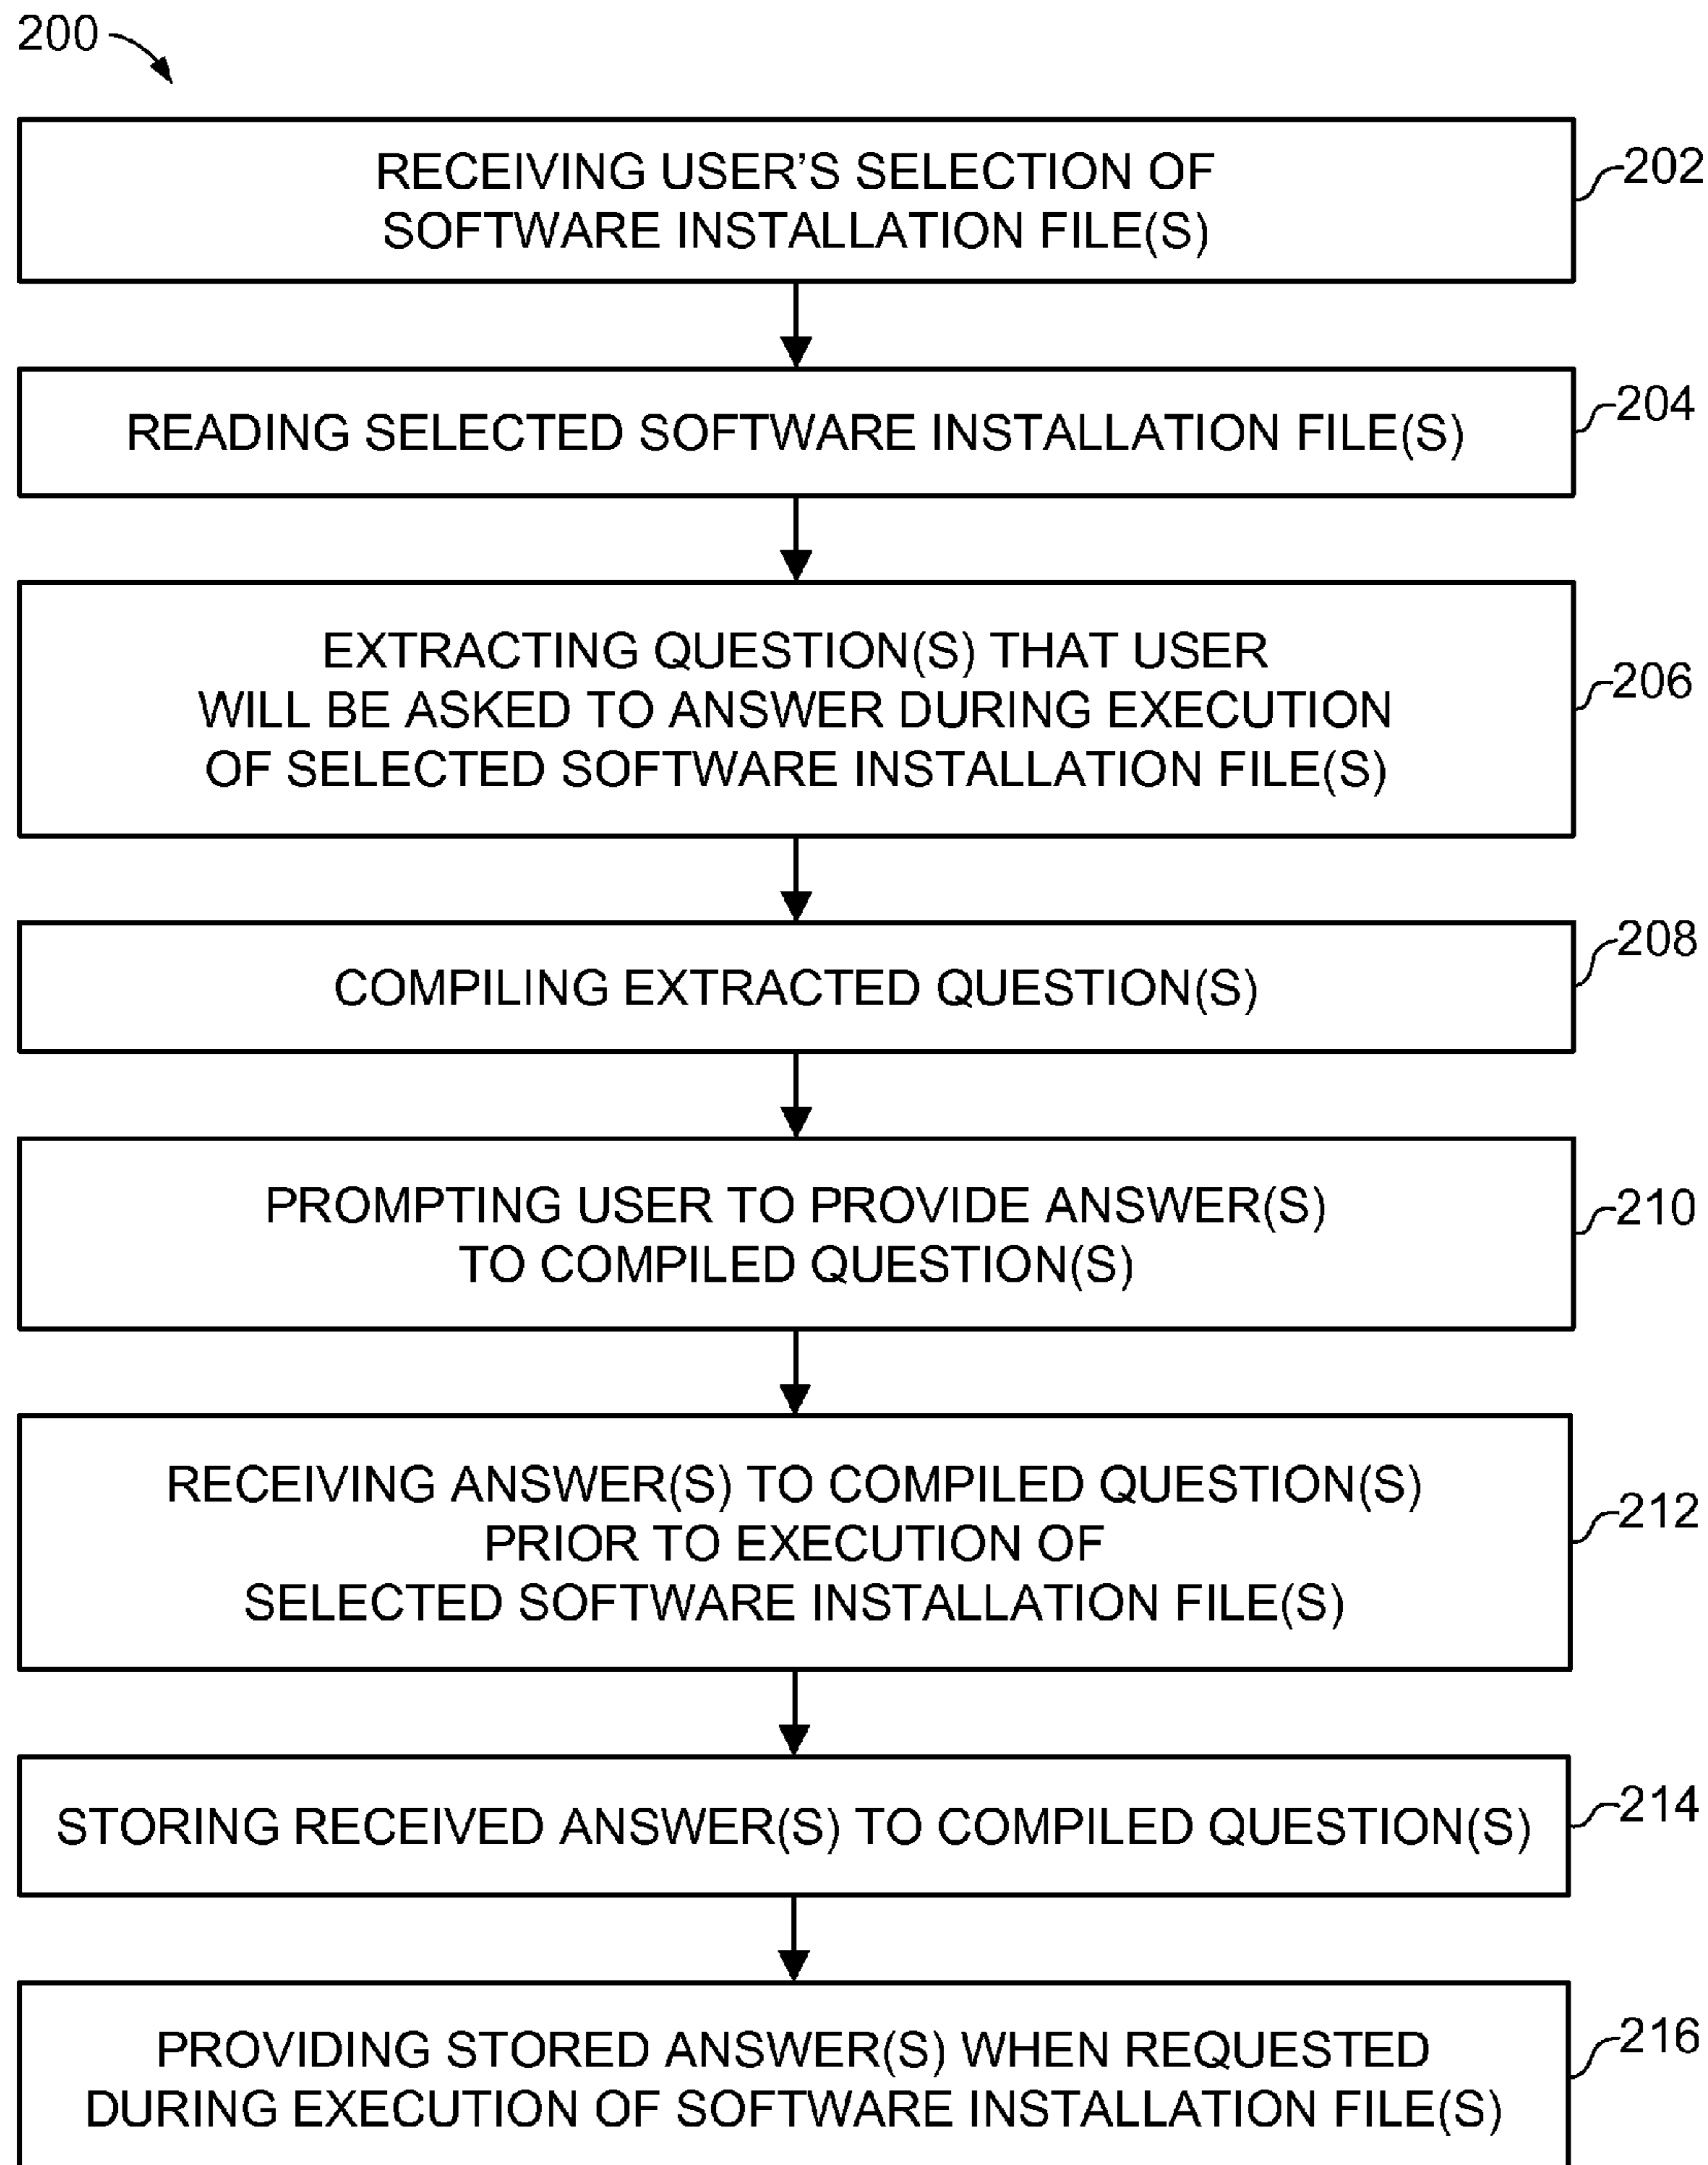 200
RECEIVING USER'S SELECTION OF
SOFTWARE INSTALLATION FILE(S)
202
READING SELECTED SOFTWARE INSTALLATION FILE(S)
204
EXTRACTING QUESTION(S) THAT USER
WILL BE ASKED TO ANSWER DURING EXECUTION
OF SELECTED SOFTWARE INSTALLATION FILE(S)
206
COMPILING EXTRACTED QUESTION(S)
208
PROMPTING USER TO PROVIDE ANSWER(S)
TO COMPILED QUESTION(S)
210
RECEIVING ANSWER(S) TO COMPILED QUESTION(S)
PRIOR TO EXECUTION OF
SELECTED SOFTWARE INSTALLATION FILE(S)
212
STORING RECEIVED ANSWER(S) TO COMPILED QUESTION(S)
214
PROVIDING STORED ANSWER(S) WHEN REQUESTED
DURING EXECUTION OF SOFTWARE INSTALLATION FILE(S)
216